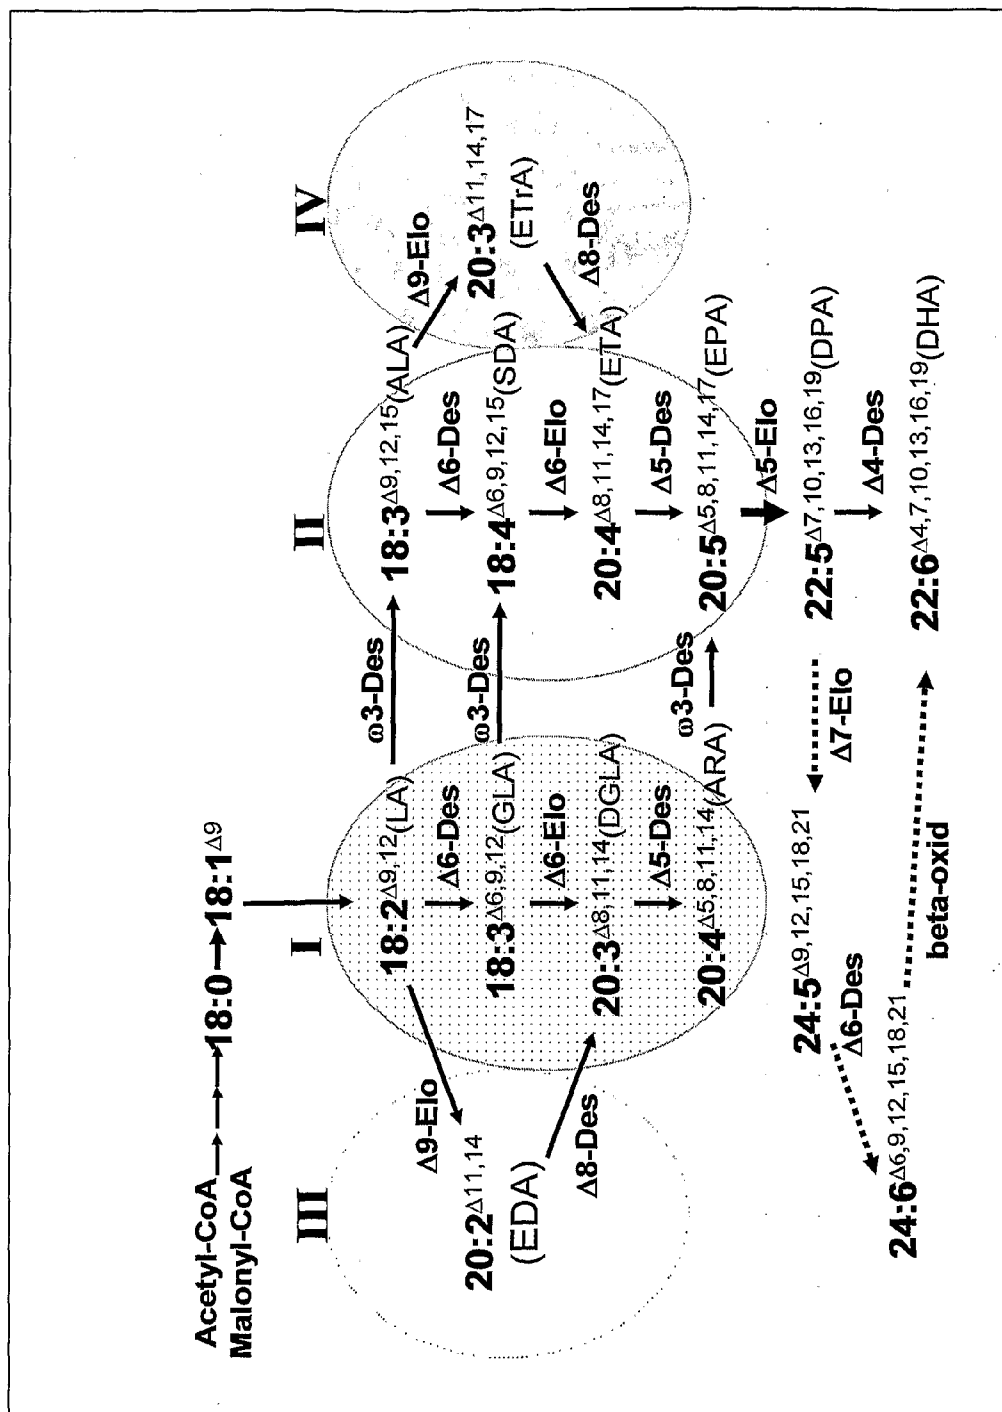 Acetyl-CoA
Malonyl-CoA
18:0
18:1Δ9
I
II
III
IV
18:2Δ9,12(LA)
ω3-Des
18:3Δ9,12,15(ALA)
Δ9-Elo
Δ6-Des
Δ6-Des
Δ9-Elo
20:2Δ11,14
(EDA)
18:3Δ6,9,12(GLA)
ω3-Des
18:4Δ6,9,12,15(SDA)
20:3Δ11,14,17
(ETrA)
Δ8-Des
Δ6-Elo
Δ6-Elo
Δ8-Des
20:3Δ8,11,14(DGLA)
20:4Δ8,11,14,17(ETA)
Δ5-Des
Δ5-Des
20:4Δ5,8,11,14(ARA)
ω3-Des
20:5Δ5,8,11,14,17(EPA)
Δ5-Elo
24:5Δ9,12,15,18,21
Δ7-Elo
22:5Δ7,10,13,16,19(DPA)
Δ6-Des
Δ4-Des
24:6Δ6,9,12,15,18,21
beta-oxid
22:6Δ4,7,10,13,16,19(DHA)